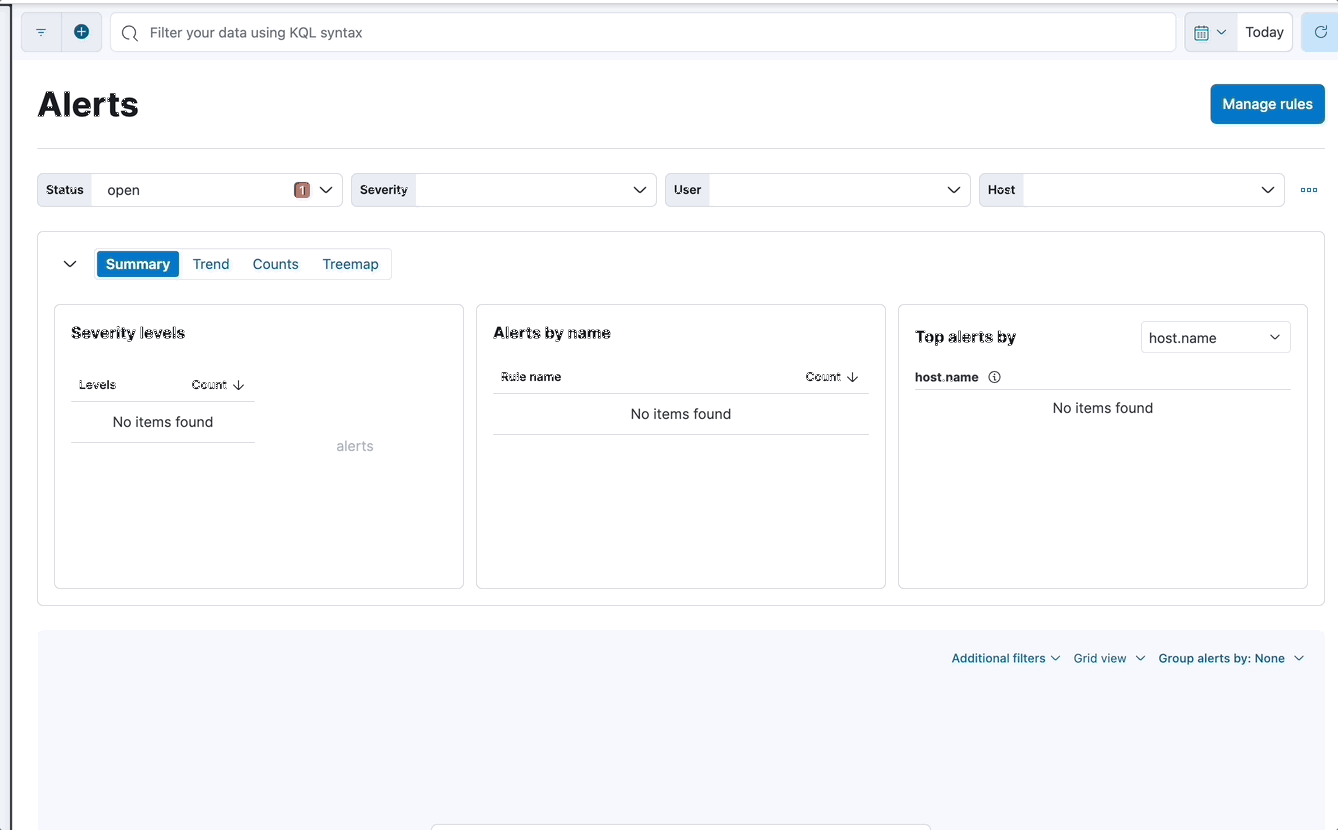 Filter your data using KQL syntax
Today
Alerts
Manage rules
Status open 1
Severity
User
Host
Summary Trend Counts Treemap
Severity levels
Levels Count
No items found
alerts
Alerts by name
Rule name Count
No items found
Top alerts by host.name
host.name
No items found
Additional filters Grid view Group alerts by: None